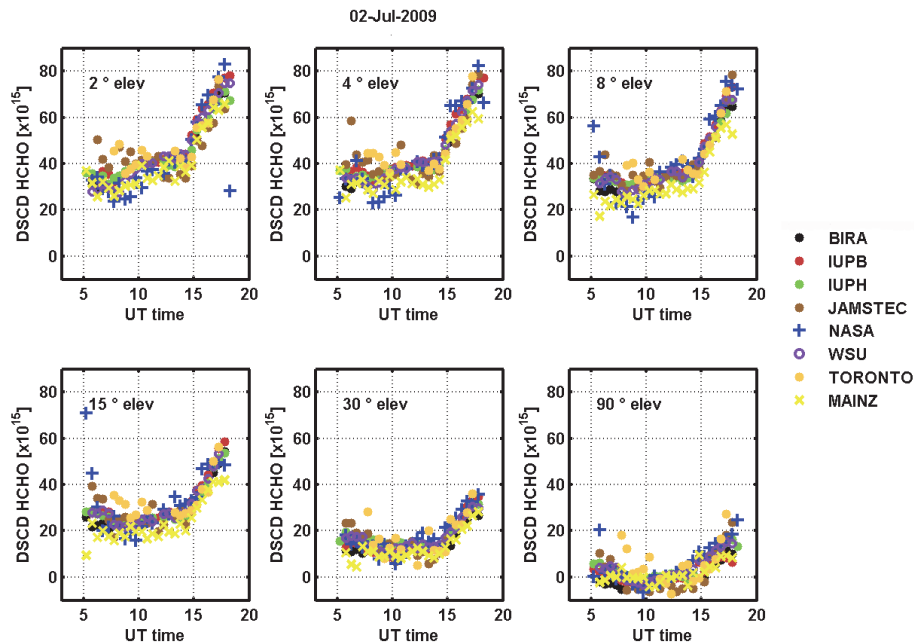 02-Jul-2009
DSCD HCHO [x10^15]
80
60
40
20
0
2 ° elev
5 10 15 20
UT time
DSCD HCHO [x10^15]
80
60
40
20
0
4 ° elev
5 10 15 20
UT time
DSCD HCHO [x10^15]
80
60
40
20
0
8 ° elev
5 10 15 20
UT time
BIRA
IUPB
IUPH
JAMSTEC
NASA
WSU
TORONTO
MAINZ
DSCD HCHO [x10^15]
80
60
40
20
0
15 ° elev
5 10 15 20
UT time
DSCD HCHO [x10^15]
80
60
40
20
0
30 ° elev
5 10 15 20
UT time
DSCD HCHO [x10^15]
80
60
40
20
0
90 ° elev
5 10 15 20
UT time